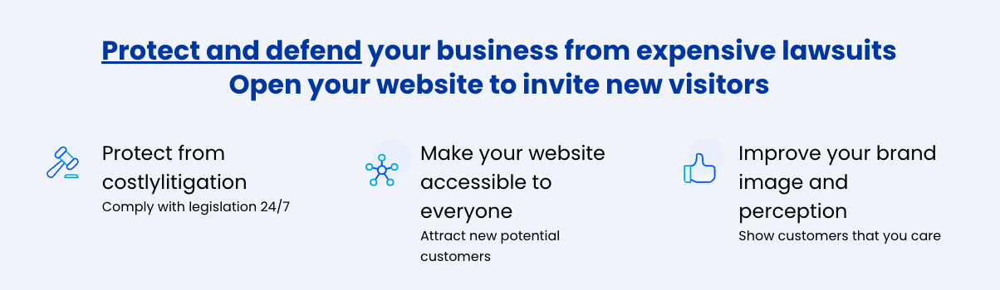 Protect and defend your business from expensive lawsuits
Open your website to invite new visitors
Protect from
costlylitigation
Comply with legislation 24/7
Make your website
accessible to
everyone
Attract new potential
customers
Improve your brand
image and
perception
Show customers that you care